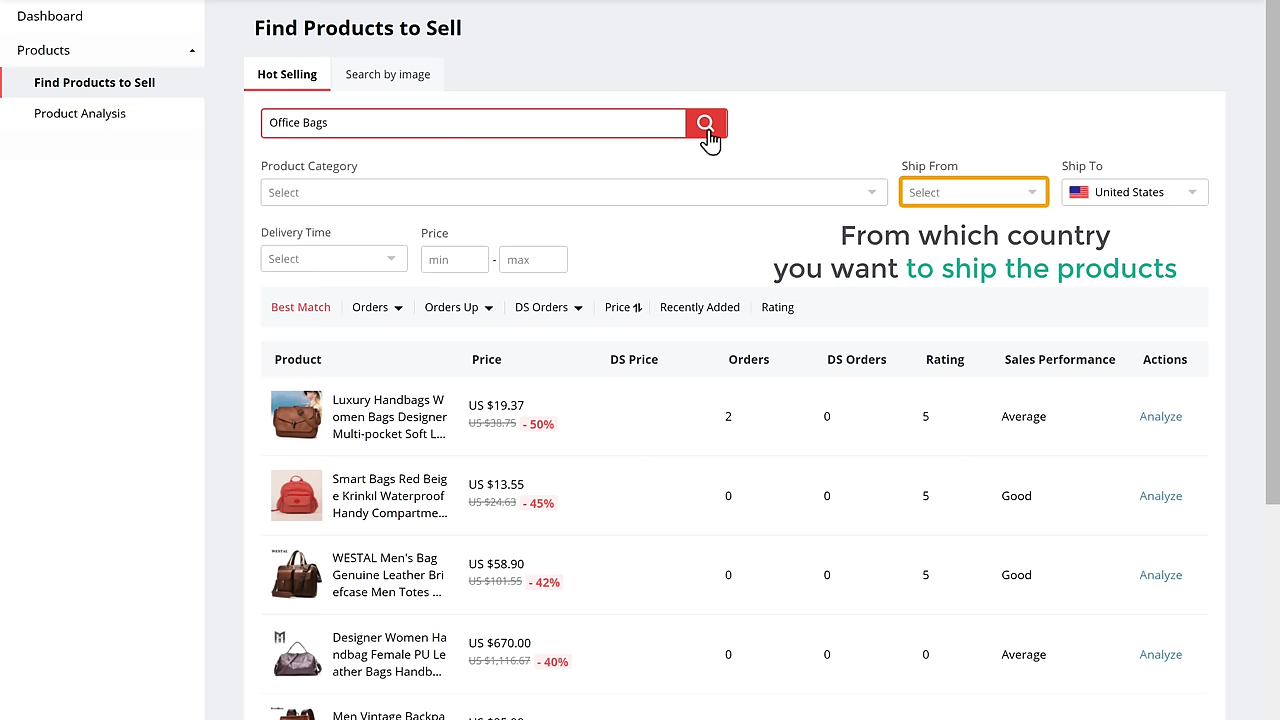 Dashboard
Products
Find Products to Sell
Product Analysis
Find Products to Sell
Hot Selling
Search by image
Office Bags
Product Category
Ship From
Ship To
Select
Select
United States
Delivery Time
Price
Select
min
-
max
From which country
you want to ship the products
Best Match
Orders
Orders Up
DS Orders
Price
Recently Added
Rating
Product
Price
DS Price
Orders
DS Orders
Rating
Sales Performance
Actions
Luxury Handbags W
omen Bags Designer
Multi-pocket Soft L...
US $19.37
US $38.75 - 50%
2
0
5
Average
Analyze
Smart Bags Red Beig
e Krinkıl Waterproof
Handy Compartme...
US $13.55
US $24.63 - 45%
0
0
5
Good
Analyze
WESTAL
WESTAL Men's Bag
Genuine Leather Bri
efcase Men Totes ...
US $58.90
US $101.55 - 42%
0
0
5
Good
Analyze
Designer Women Ha
ndbag Female PU Le
ather Bags Handb...
US $670.00
US $1,116.67 - 40%
0
0
0
Average
Analyze
Men Vintage Backpa